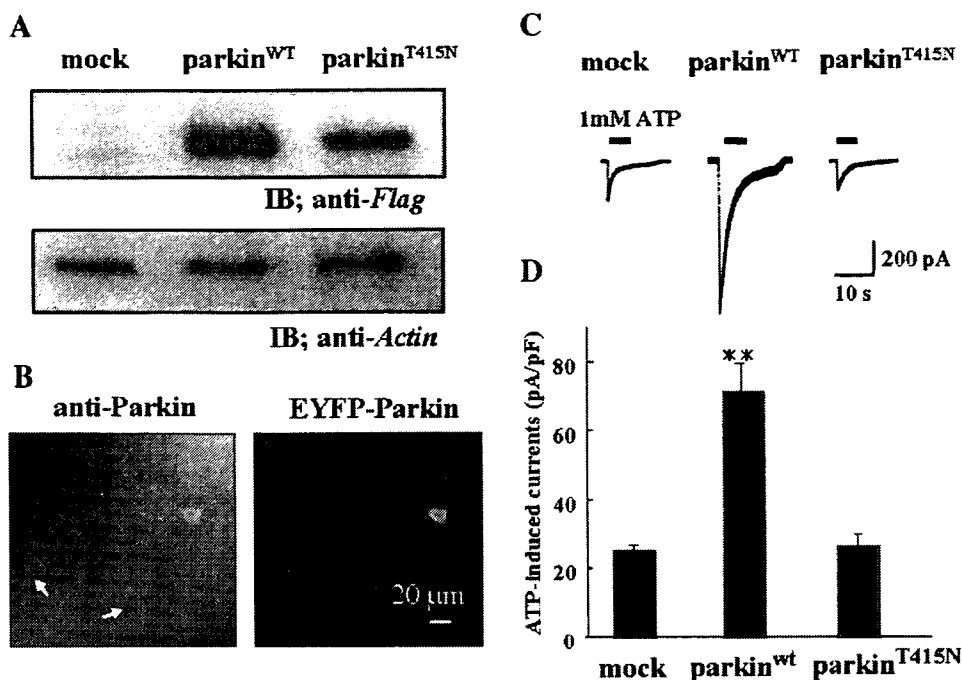 A
mock parkinWT parkinT415N
IB; anti-Flag
IB; anti-Actin
B
anti-Parkin EYFP-Parkin
20 μm
C
mock parkinWT parkinT415N
1mM ATP
200 pA
10 s
D
ATP-induced currents (pA/pF)
80
60
40
20
0
**
mock parkinwt parkinT415N